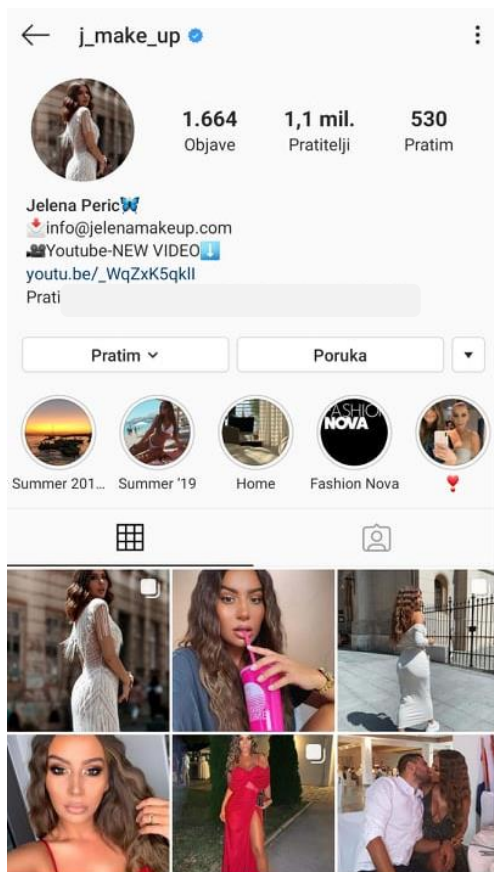 j_make_up
1.664 1,1 mil. 530
Objave Pratitelji Pratim
Jelena Peric
info@jelenamakeup.com
Youtube-NEW VIDEO
youtu.be/_WqZxK5qklI
Prati
Pratim Poruka
FASHION NOVA
Summer 201... Summer '19 Home Fashion Nova